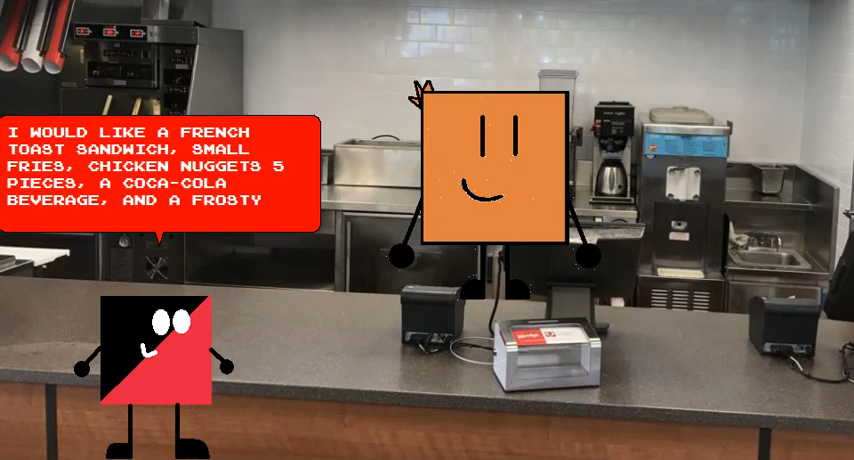 I WOULD LIKE A FRENCH
TOAST SANDWICH, SMALL
FRIES, CHICKEN NUGGETS 5
PIECES, A COCA-COLA
BEVERAGE, AND A FROSTY